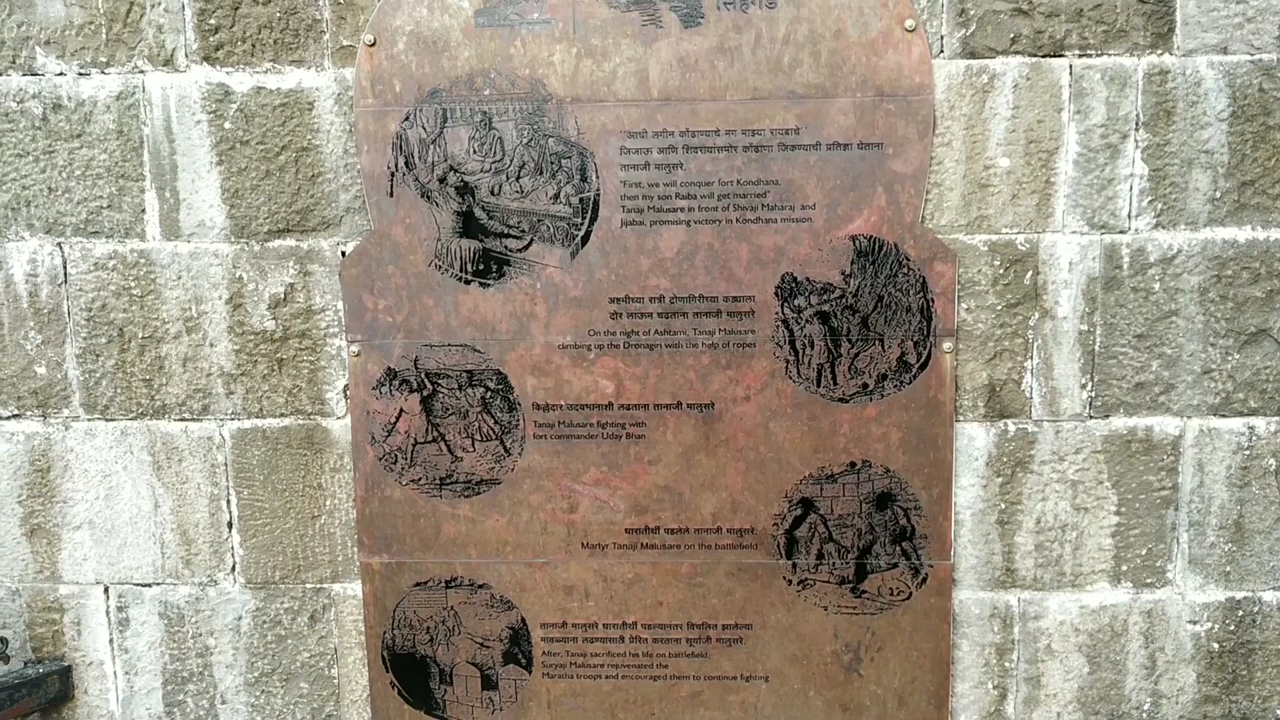 सिंहगड
"आधी लगीन कोंढाण्याचे मग माझ्या रायबाचे"
जिजाऊ आणि शिवरायांसमोर कोंढाणा जिंकण्याची प्रतिज्ञा घेताना
तानाजी मालुसरे.
"First, we will conquer fort Kondhana,
then my son Raiba will get married"
Tanaji Malusare in front of Shivaji Maharaj and
Jijabai, promising victory in Kondhana mission.
अष्टमीच्या रात्री द्रोणागिरीच्या कड्याला
दोर लाऊन चढताना तानाजी मालुसरे
On the night of Ashtami, Tanaji Malusare
climbing up the Dronagiri with the help of ropes
किल्लेदार उदयभानाशी लढताना तानाजी मालुसरे
Tanaji Malusare fighting with
fort commander Uday Bhan
धारातीर्थी पडलेले तानाजी मालुसरे.
Martyr Tanaji Malusare on the battlefield
तानाजी मालुसरे धारातीर्थी पडल्यानंतर विचलित झालेल्या
मावळ्यांना लढण्यासाठी प्रेरित करताना सूर्याजी मालुसरे.
After, Tanaji sacrificed his life on battlefield,
Suryaji Malusare rejuvenated the
Maratha troops and encouraged them to continue fighting